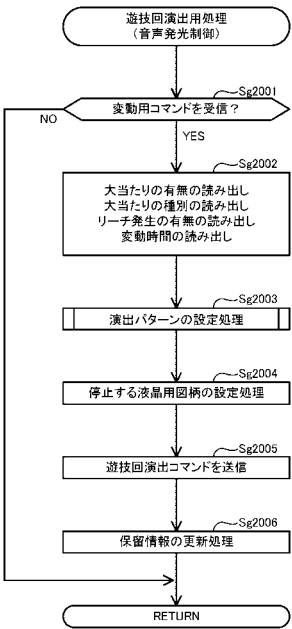 遊技回演出用処理
(音声発光制御)
Sg2001
変動用コマンドを受信?
NO
YES
Sg2002
大当たりの有無の読み出し
大当たりの種別の読み出し
リーチ発生の有無の読み出し
変動時間の読み出し
Sg2003
演出パターンの設定処理
Sg2004
停止する液晶用図柄の設定処理
Sg2005
遊技回演出コマンドを送信
Sg2006
保留情報の更新処理
RETURN